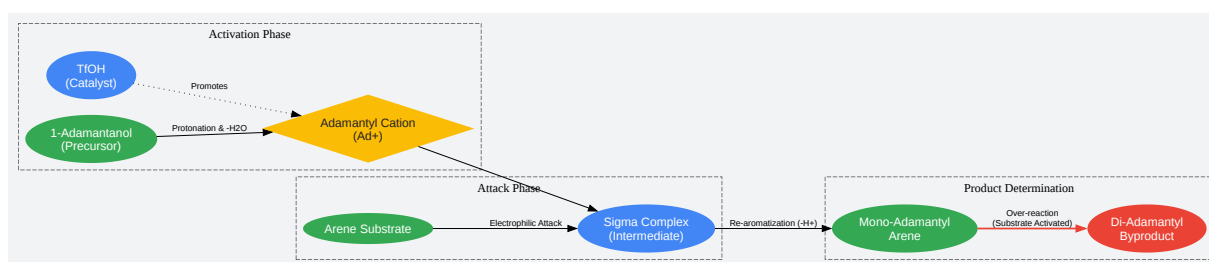 Activation Phase
TfOH
(Catalyst)
Promotes
1-Adamantanol
(Precursor)
Protonation & -H2O
Adamantyl Cation
(Ad+)
Attack Phase
Arene Substrate
Electrophilic Attack
Sigma Complex
(Intermediate)
Re-aromatization (-H+)
Product Determination
Mono-Adamantyl
Arene
Over-reaction
(Substrate Activated)
Di-Adamantyl
Byproduct